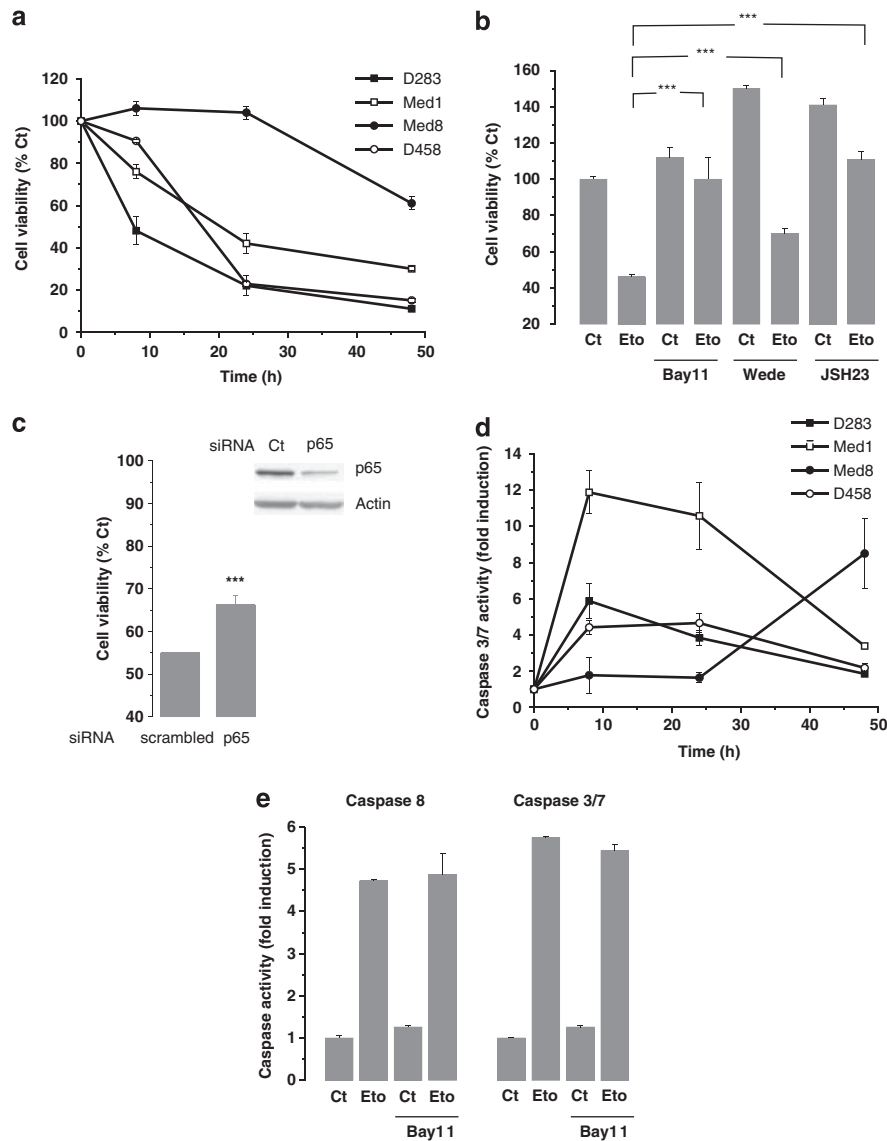 a
120
100
80
60
40
20
0
0 10 20 30 40 50
Cell viability (% Ct)
Time (h)
D283
Med1
Med8
D458
b
***
***
***
160
140
120
100
80
60
40
20
Cell viability (% Ct)
Ct Eto Ct Eto Ct Eto Ct Eto
Bay11 Wede JSH23
c
siRNA Ct p65
p65
Actin
100
90
80
70
60
50
40
Cell viability (% Ct)
***
siRNA scrambled p65
d
D283
Med1
Med8
D458
14
12
10
8
6
4
2
0
0 10 20 30 40 50
Caspase 3/7 activity (fold induction)
Time (h)
e
Caspase 8 Caspase 3/7
6
5
4
3
2
1
0
Caspase activity (fold induction)
Ct Eto Ct Eto Ct Eto Ct Eto
Bay11 Bay11